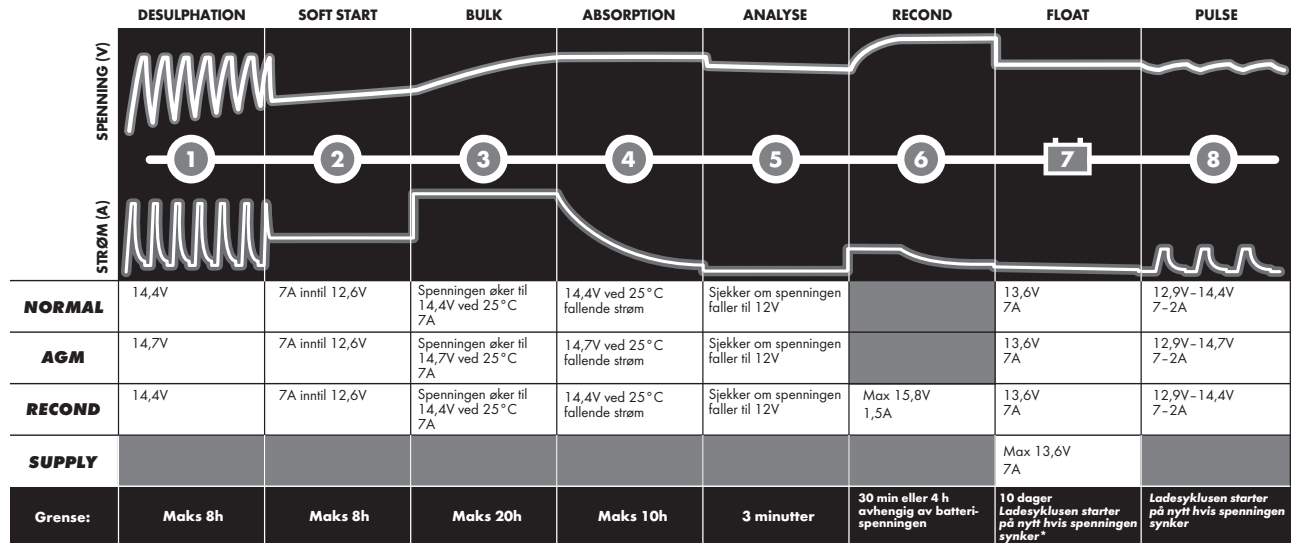 DESULPHATION SOFT START BULK ABSORPTION ANALYSE RECOND FLOAT PULSE
SPENNING (V)
1 2 3 4 5 6 7 8
STRØM (A)
NORMAL
14,4V
7A inntil 12,6V
Spenningen øker til
14,4V ved 25°C
7A
14,4V ved 25°C
fallende strøm
Sjekker om spenningen
faller til 12V
13,6V
7A
12,9V–14,4V
7–2A
AGM
14,7V
7A inntil 12,6V
Spenningen øker til
14,7V ved 25°C
7A
14,7V ved 25°C
fallende strøm
Sjekker om spenningen
faller til 12V
13,6V
7A
12,9V–14,7V
7–2A
RECOND
14,4V
7A inntil 12,6V
Spenningen øker til
14,4V ved 25°C
7A
14,4V ved 25°C
fallende strøm
Sjekker om spenningen
faller til 12V
Max 15,8V
1,5A
13,6V
7A
12,9V–14,4V
7–2A
SUPPLY
Max 13,6V
7A
Grense:
Maks 8h
Maks 8h
Maks 20h
Maks 10h
3 minutter
30 min eller 4 h
avhengig av batteri-
spenningen
10 dager
Ladesyklusen starter
på nytt hvis spenningen
synker*
Ladesyklusen starter
på nytt hvis spenningen
synker